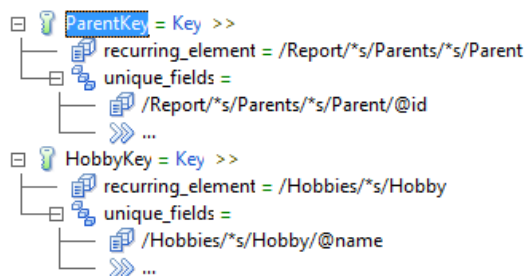 ParentKey = Key >>
recurring_element = /Report/*s/Parents/*s/Parent
unique_fields =
/Report/*s/Parents/*s/Parent/@id
...
HobbyKey = Key >>
recurring_element = /Hobbies/*s/Hobby
unique_fields =
/Hobbies/*s/Hobby/@name
...